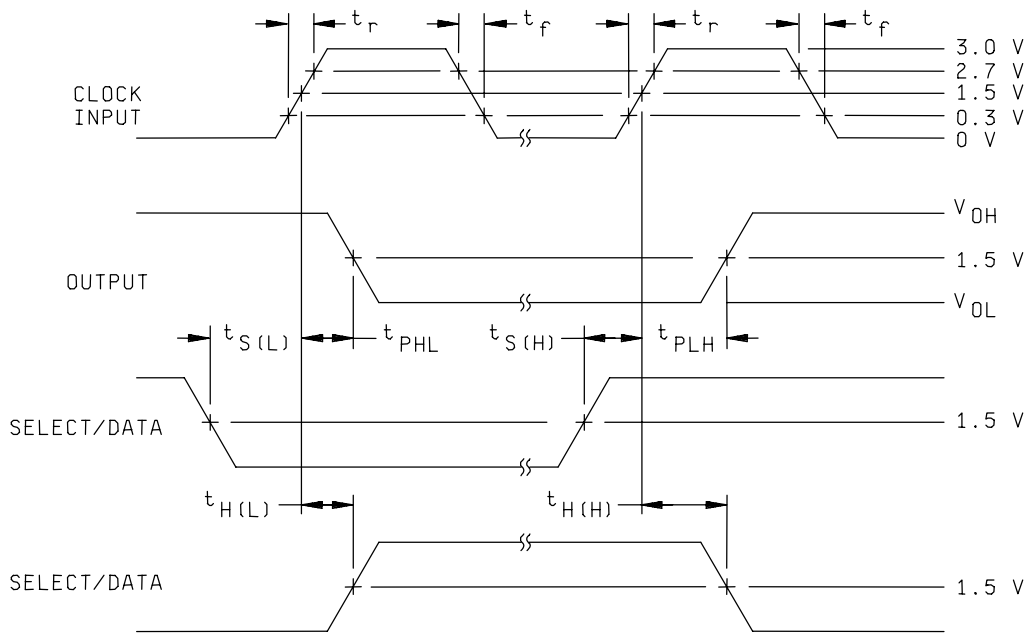 t r
t f
t r
t f
3.0 V
2.7 V
CLOCK
INPUT
1.5 V
0.3 V
0 V
V OH
OUTPUT
1.5 V
V OL
t S(L)
t PHL
t S(H)
t PLH
SELECT/DATA
1.5 V
t H(L)
t H(H)
SELECT/DATA
1.5 V